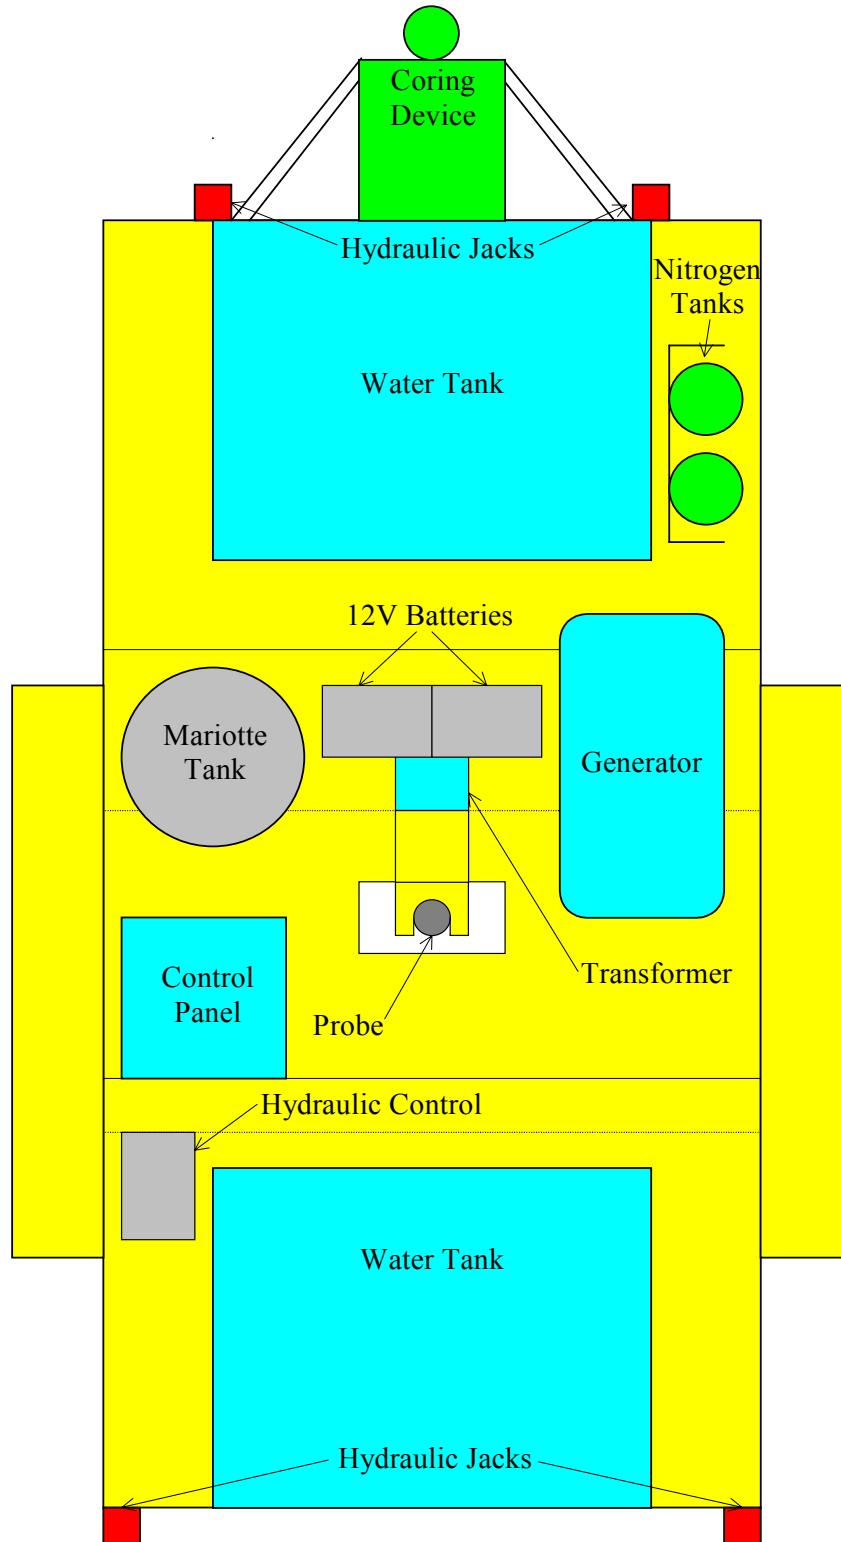 Coring
Device
Hydraulic Jacks
Nitrogen
Tanks
Water Tank
12V Batteries
Mariotte
Tank
Generator
Control
Panel
Transformer
Probe
Hydraulic Control
Water Tank
Hydraulic Jacks